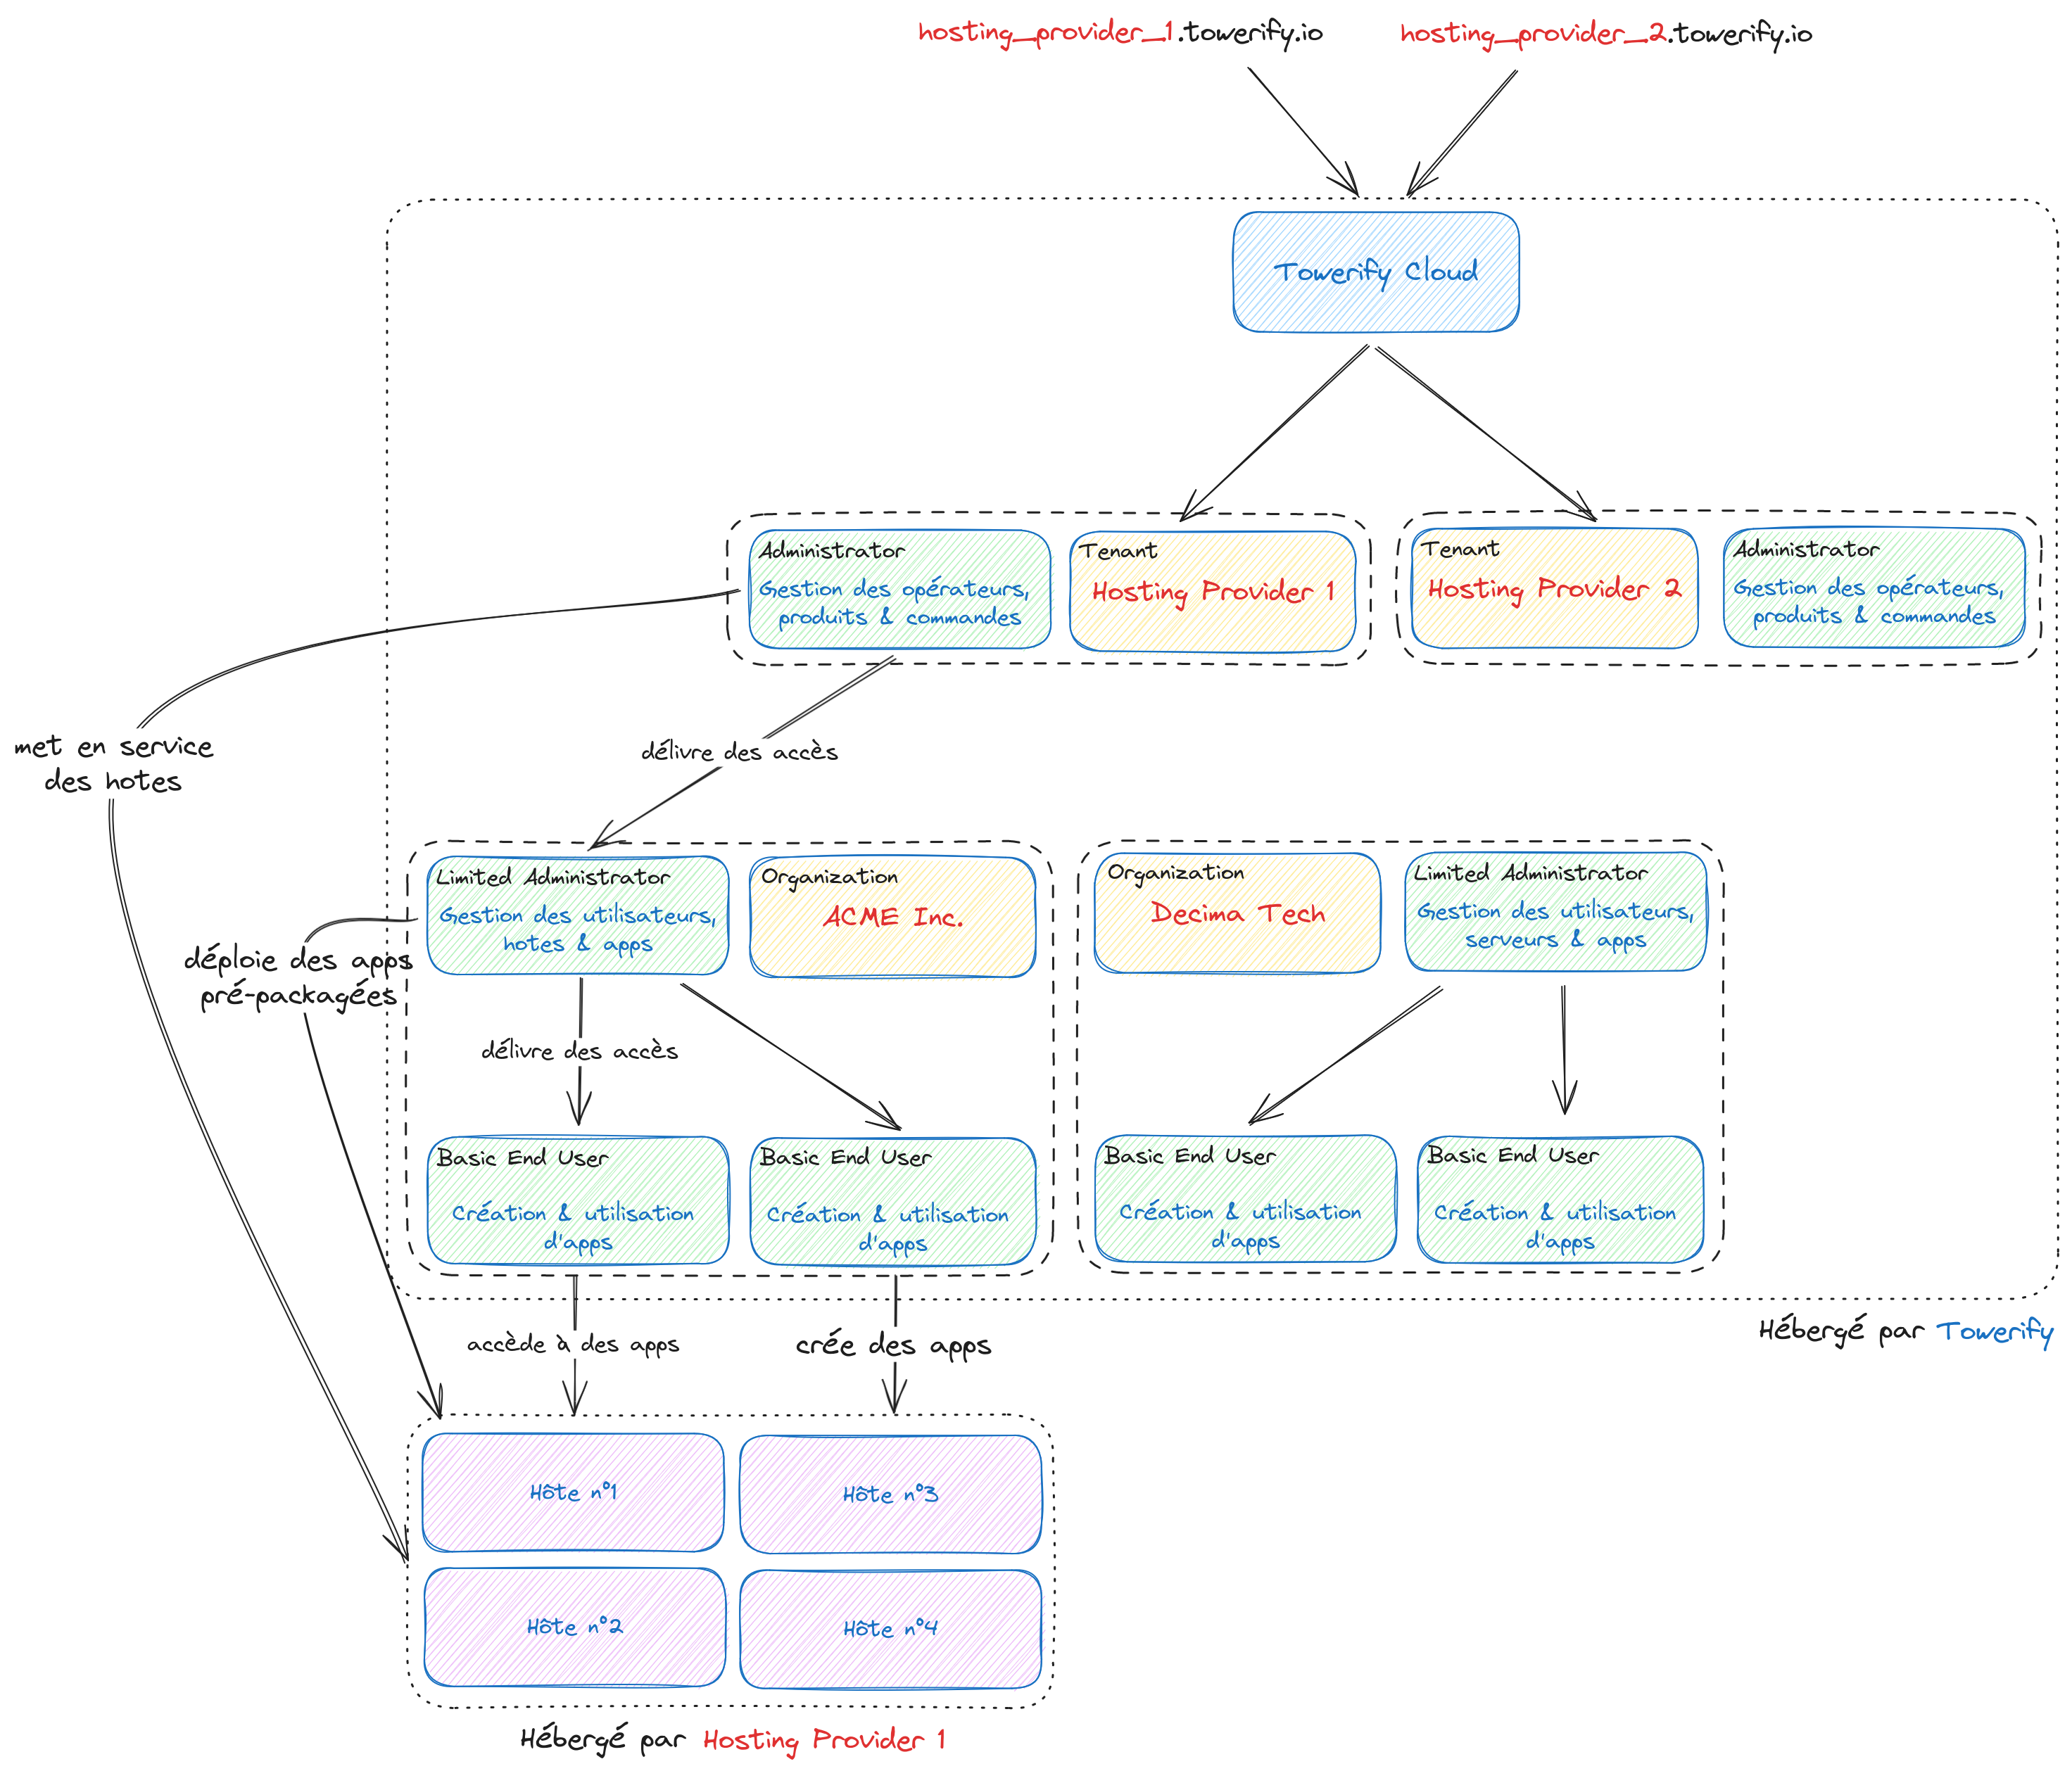 hosting_provider_1.towerify.io
hosting_provider_2.towerify.io
Towerify Cloud
Administrator
Gestion des opérateurs,
produits & commandes
Tenant
Hosting Provider 1
Tenant
Hosting Provider 2
Administrator
Gestion des opérateurs,
produits & commandes
met en service
des hotes
délivre des accès
Limited Administrator
Gestion des utilisateurs,
hotes & apps
Organization
ACME Inc.
Organization
Decima Tech
Limited Administrator
Gestion des utilisateurs,
serveurs & apps
déploie des apps
pré-packagées
délivre des accès
Basic End User
Création & utilisation
d'apps
Basic End User
Création & utilisation
d'apps
Basic End User
Création & utilisation
d'apps
Basic End User
Création & utilisation
d'apps
Hébergé par Towerify
accède à des apps
crée des apps
Hôte n°1
Hôte n°3
Hôte n°2
Hôte n°4
Hébergé par Hosting Provider 1